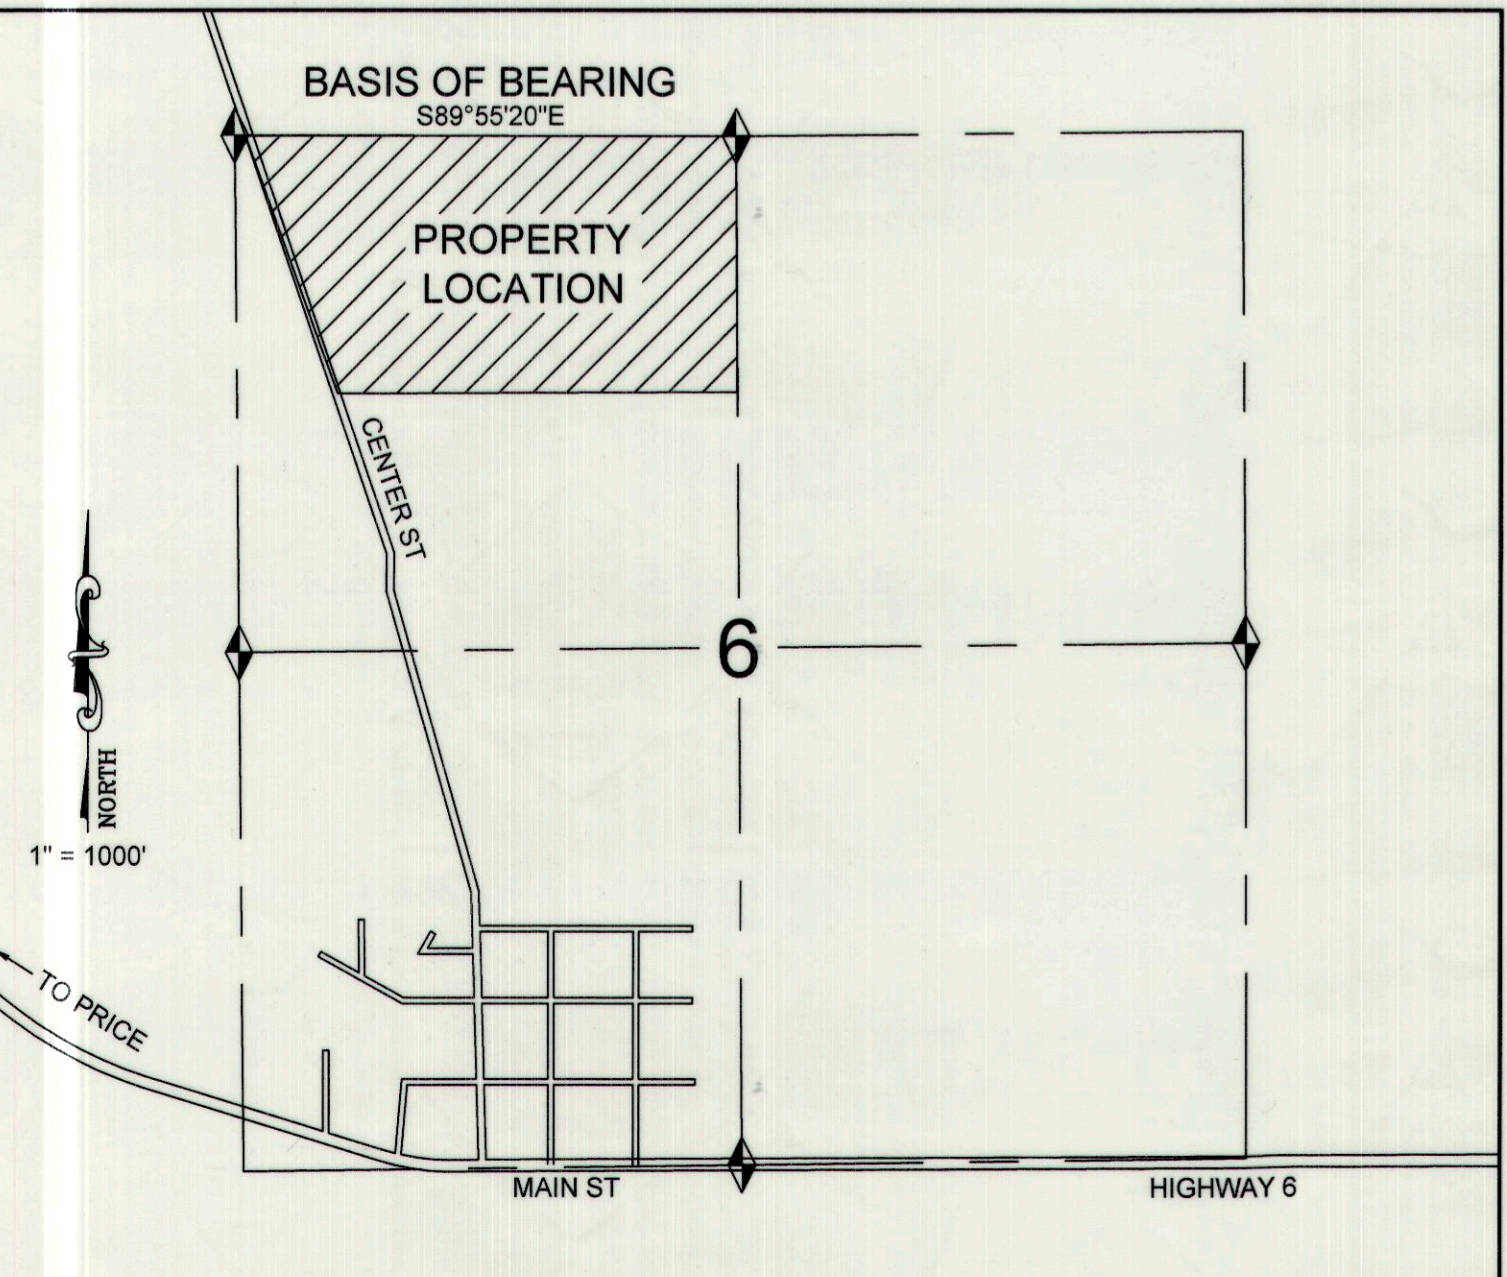 BASIS OF BEARING
S89°55'20"E
PROPERTY
LOCATION
CENTER ST
6
NORTH
1" = 1000'
TO PRICE
MAIN ST
HIGHWAY 6